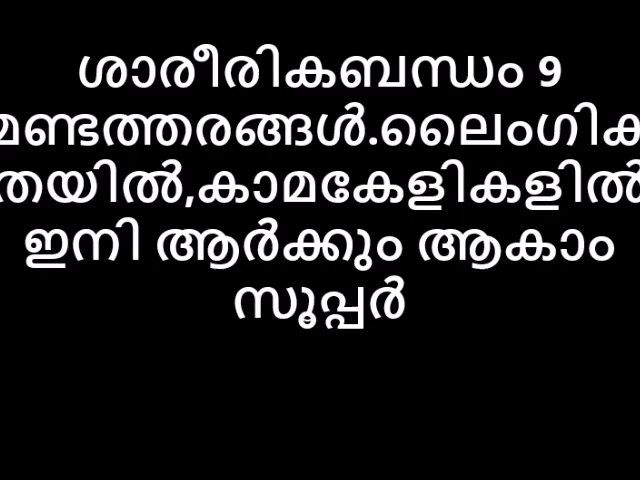 ശാരീരികബന്ധം 9
മണ്ടത്തരങ്ങൾ.ലൈംഗിക
തയിൽ,കാമകേളികളിൽ
ഇനി ആർക്കും ആകാം
സൂപ്പർ